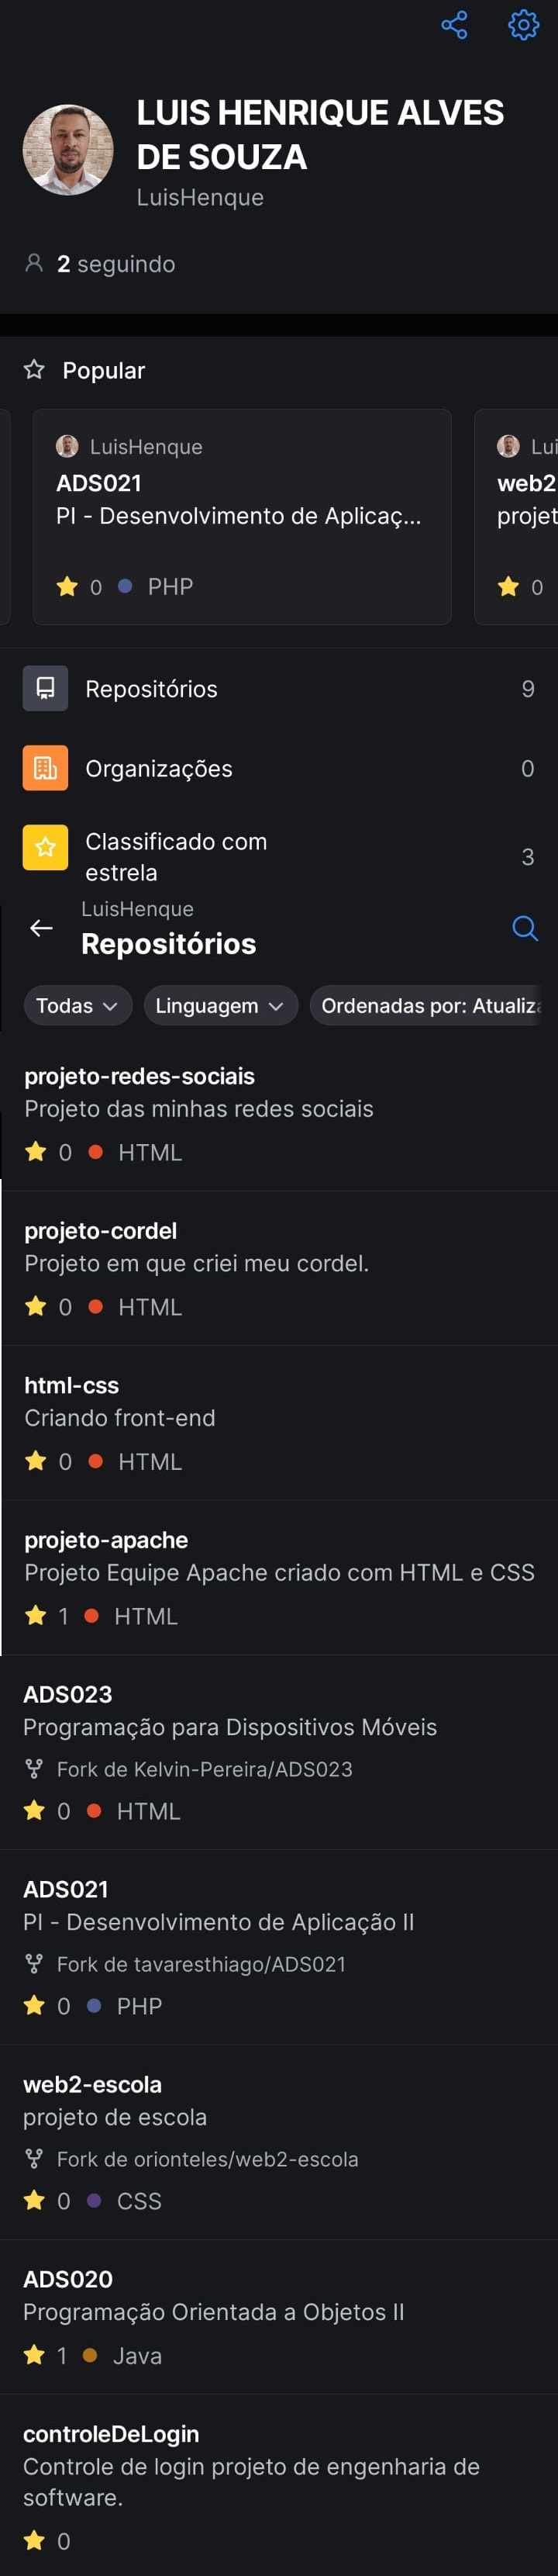 LUIS HENRIQUE ALVES
DE SOUZA
LuisHenque
2 seguindo
Popular
LuisHenque
ADS021
PI - Desenvolvimento de Aplicaç...
0 PHP
Lui
web2
projet
0
Repositórios 9
Organizações 0
Classificado com
estrela
3
LuisHenque
Repositórios
Todas
Linguagem
Ordenadas por: Atualiza
projeto-redes-sociais
Projeto das minhas redes sociais
0 HTML
projeto-cordel
Projeto em que criei meu cordel.
0 HTML
html-css
Criando front-end
0 HTML
projeto-apache
Projeto Equipe Apache criado com HTML e CSS
1 HTML
ADS023
Programação para Dispositivos Móveis
Fork de Kelvin-Pereira/ADS023
0 HTML
ADS021
PI - Desenvolvimento de Aplicação II
Fork de tavaresthiago/ADS021
0 PHP
web2-escola
projeto de escola
Fork de orionteles/web2-escola
0 CSS
ADS020
Programação Orientada a Objetos II
1 Java
controleDeLogin
Controle de login projeto de engenharia de
software.
0